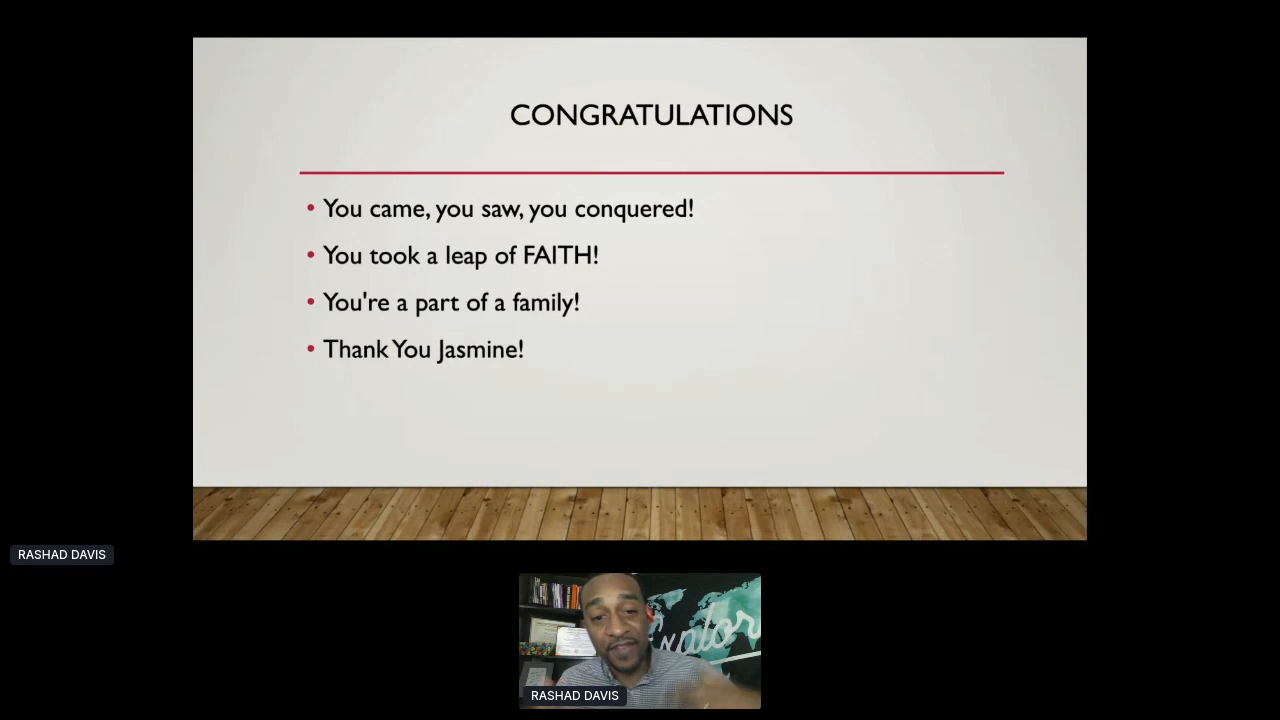 CONGRATULATIONS
• You came, you saw, you conquered!
• You took a leap of FAITH!
• You're a part of a family!
• Thank You Jasmine!
RASHAD DAVIS
xplor
RASHAD DAVIS